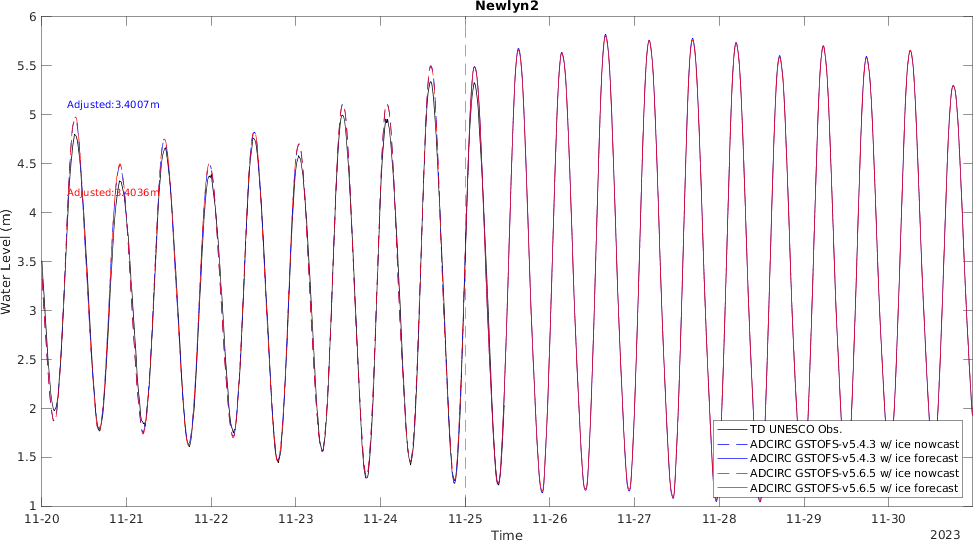 Newlyn2
6
5.5
5
4.5
4
3.5
3
2.5
2
1.5
1
Water Level (m)
Adjusted:3.4007m
Adjusted:3.4036m
TD UNESCO Obs.
ADCIRC GSTOFS-v5.4.3 w/ ice nowcast
ADCIRC GSTOFS-v5.4.3 w/ ice forecast
ADCIRC GSTOFS-v5.6.5 w/ ice nowcast
ADCIRC GSTOFS-v5.6.5 w/ ice forecast
11-20 11-21 11-22 11-23 11-24 11-25 11-26 11-27 11-28 11-29 11-30
Time
2023